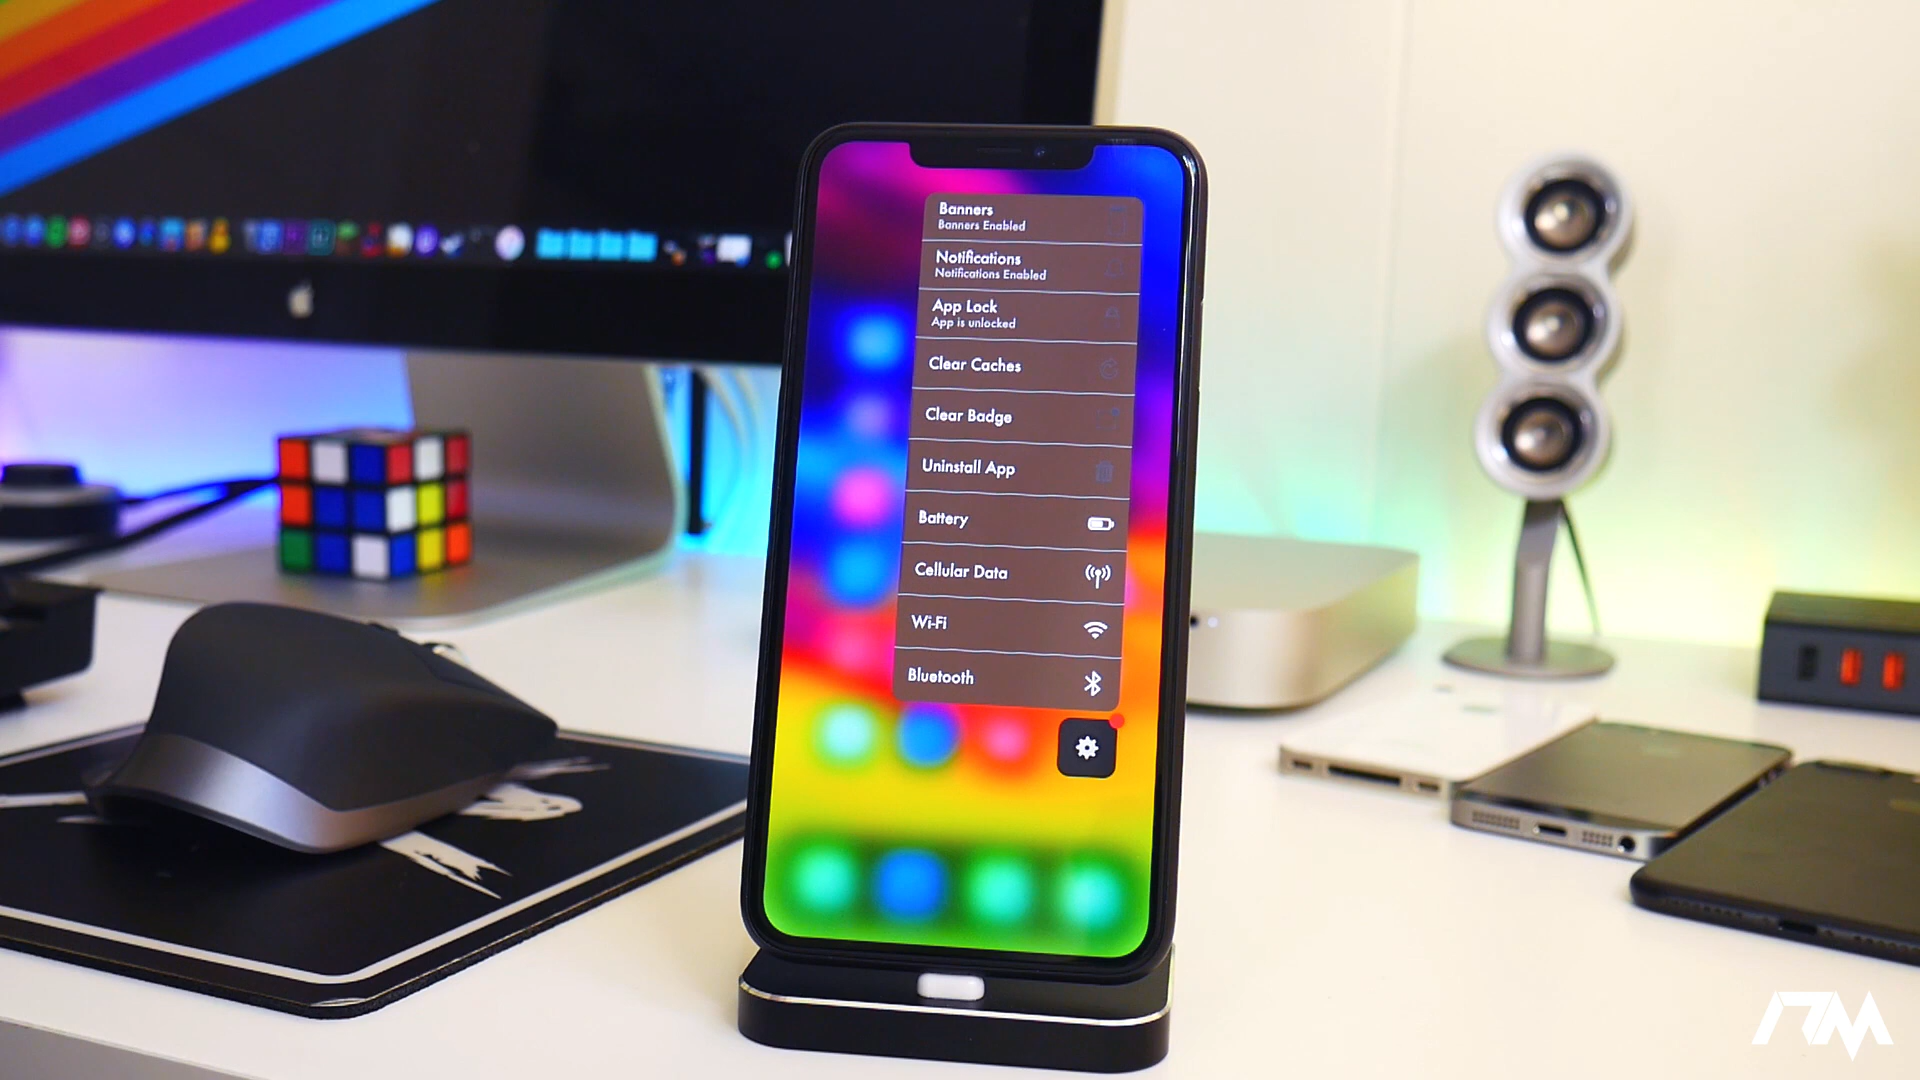 Banners
Banners Enabled
Notifications
Notifications Enabled
App Lock
App is unlocked
Clear Caches
Clear Badge
Uninstall App
Battery
Cellular Data
Wi-Fi
Bluetooth